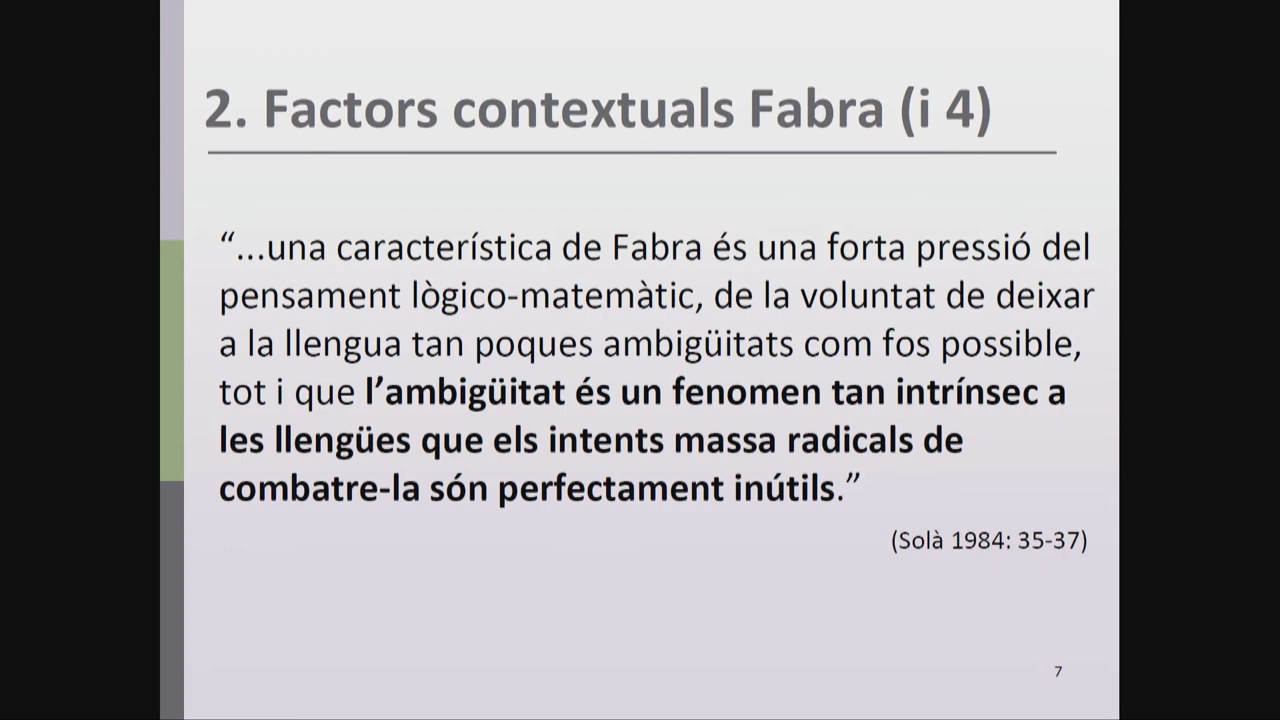 2. Factors contextuals Fabra (i 4)
“...una característica de Fabra és una forta pressió del
pensament lògico-matemàtic, de la voluntat de deixar
a la llengua tan poques ambigüitats com fos possible,
tot i que l’ambigüitat és un fenomen tan intrínsec a
les llengües que els intents massa radicals de
combatre-la són perfectament inútils.”
(Solà 1984: 35-37)
7